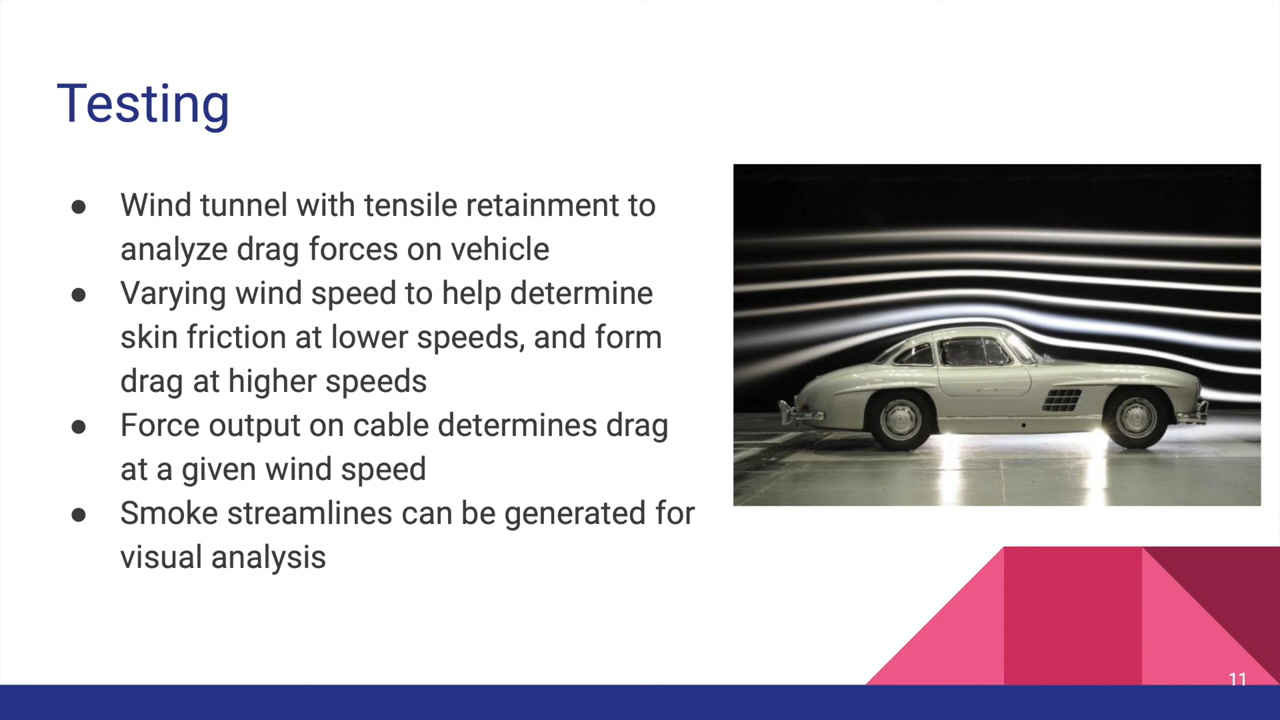 Testing
● Wind tunnel with tensile retainment to
analyze drag forces on vehicle
● Varying wind speed to help determine
skin friction at lower speeds, and form
drag at higher speeds
● Force output on cable determines drag
at a given wind speed
● Smoke streamlines can be generated for
visual analysis
11